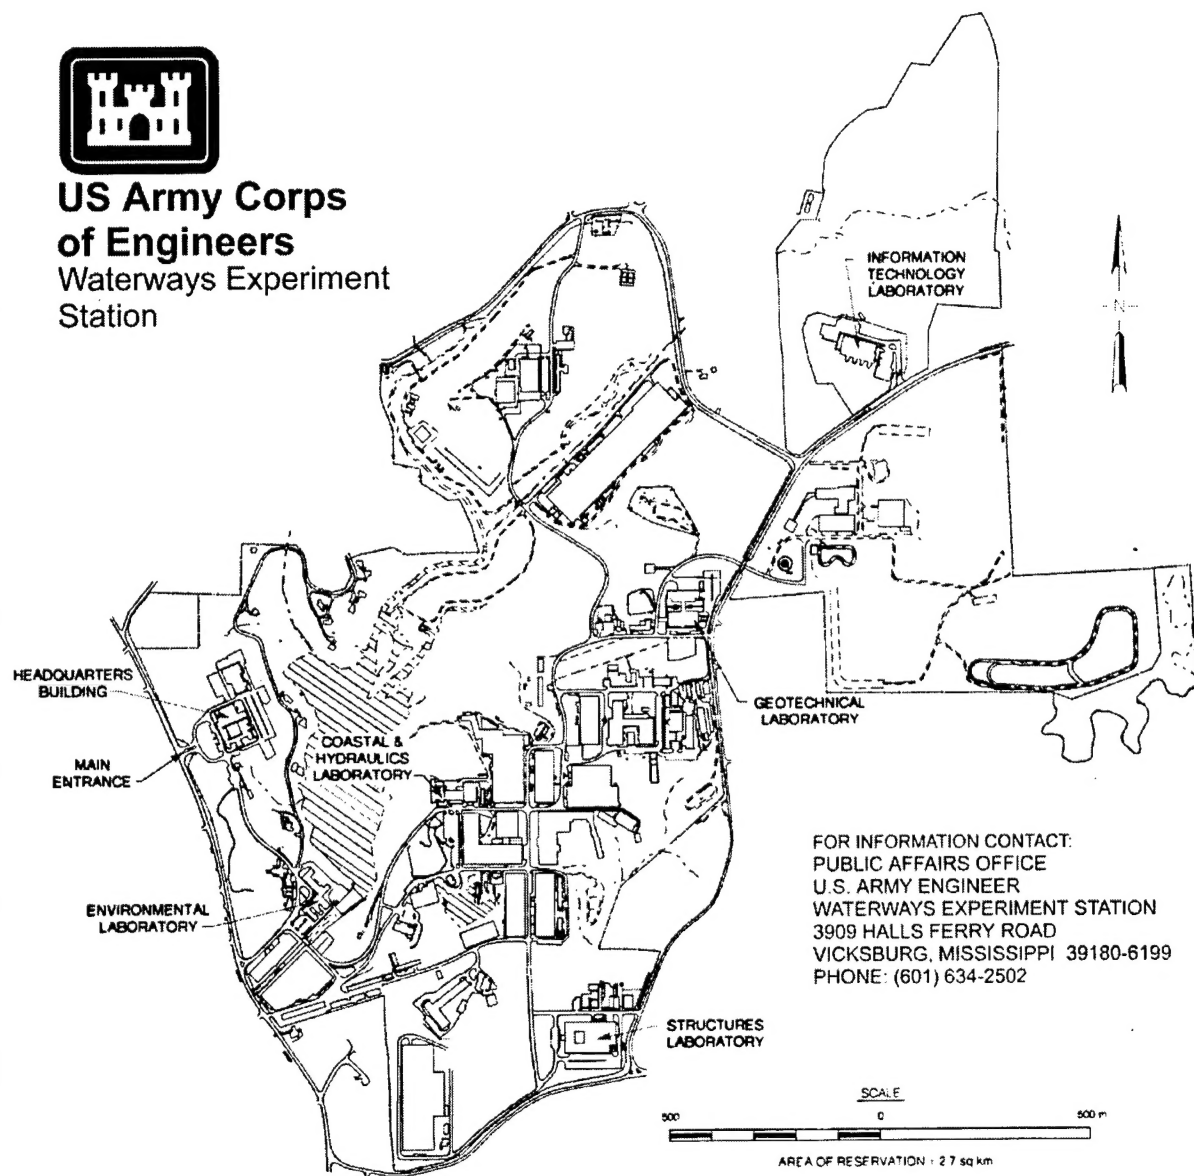 US Army Corps
of Engineers
Waterways Experiment
Station
INFORMATION
TECHNOLOGY
LABORATORY
N
HEADQUARTERS
BUILDING
MAIN
ENTRANCE
COASTAL &
HYDRAULICS
LABORATORY
GEOTECHNICAL
LABORATORY
ENVIRONMENTAL
LABORATORY
STRUCTURES
LABORATORY
FOR INFORMATION CONTACT:
PUBLIC AFFAIRS OFFICE
U.S. ARMY ENGINEER
WATERWAYS EXPERIMENT STATION
3909 HALLS FERRY ROAD
VICKSBURG, MISSISSIPPI 39180-6199
PHONE: (601) 634-2502
SCALE
500 0 500 m
AREA OF RESERVATION : 2.7 sq km